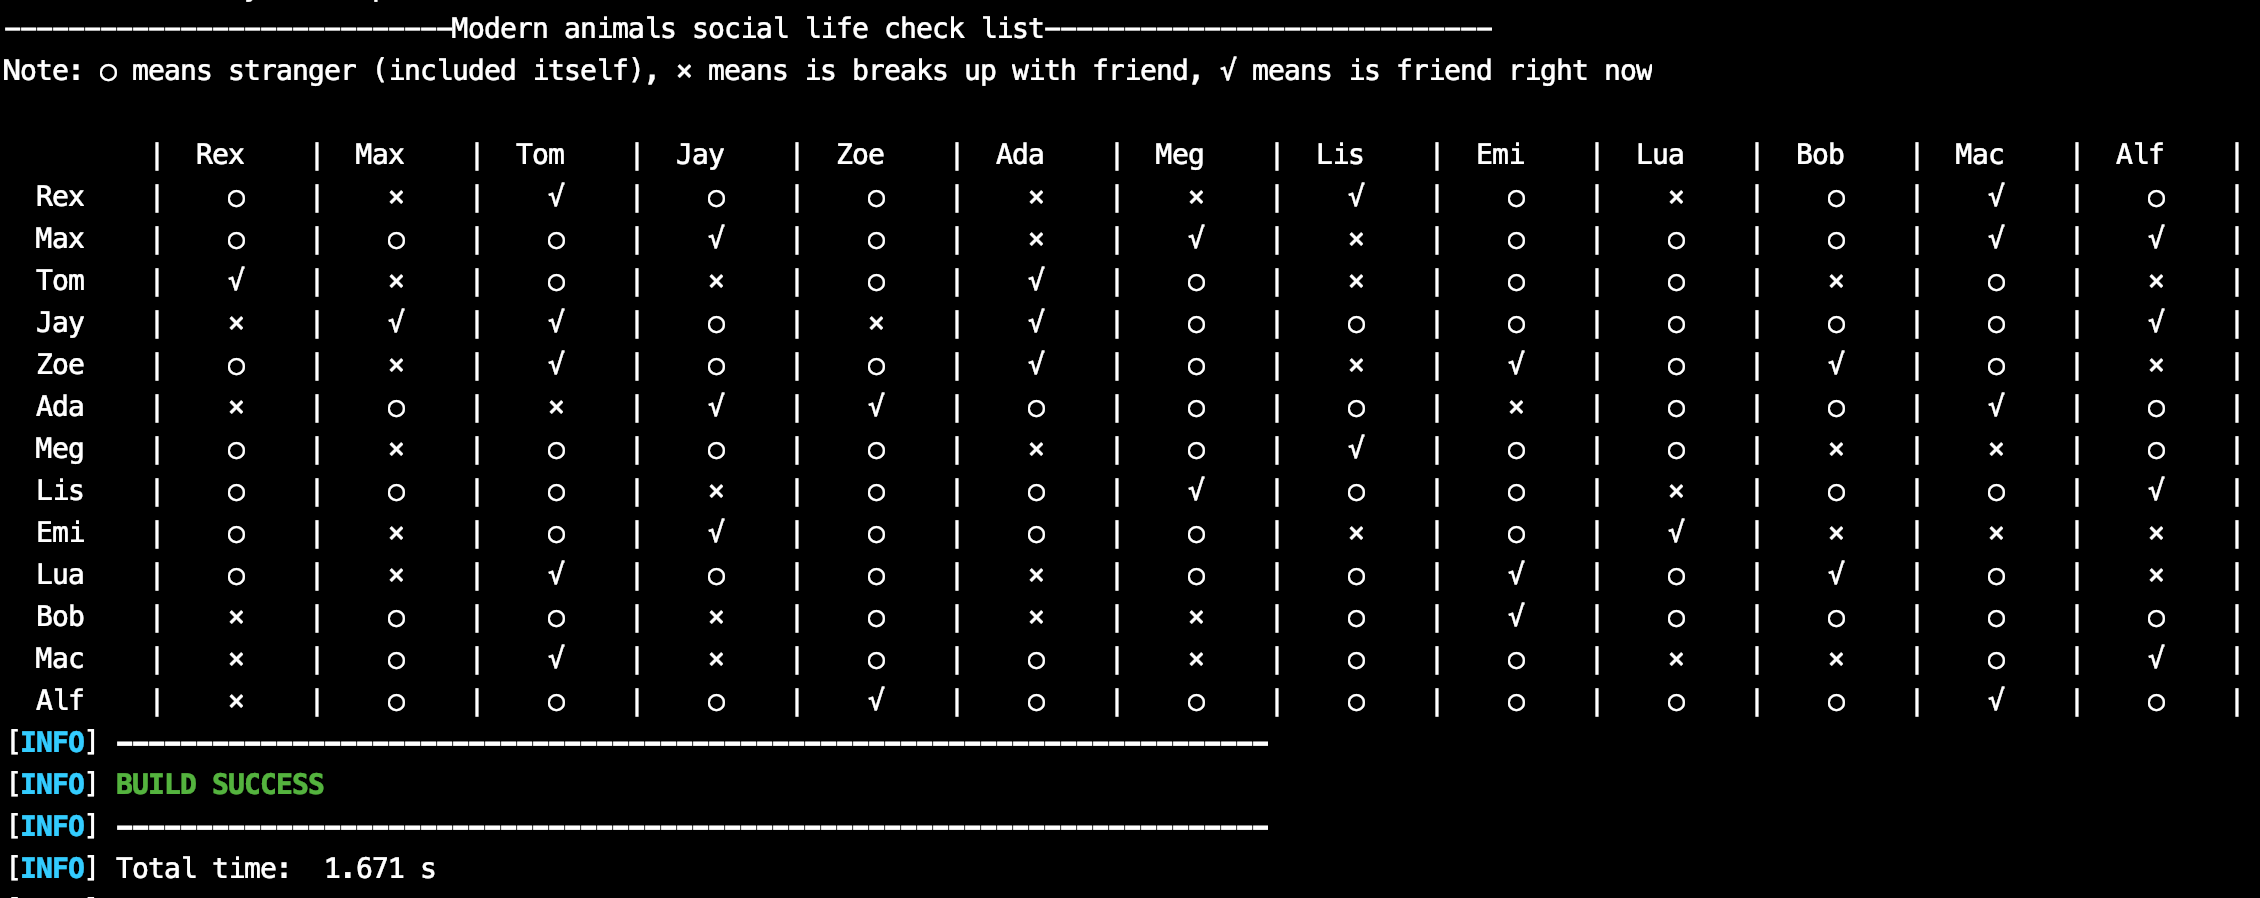 ---------------------------Modern animals social life check list---------------------------
Note: ○ means stranger (included itself), × means is breaks up with friend, √ means is friend right now
| Rex | Max | Tom | Jay | Zoe | Ada | Meg | Lis | Emi | Lua | Bob | Mac | Alf |
Rex | ○ | × | √ | ○ | ○ | × | × | √ | ○ | × | ○ | √ | ○ |
Max | ○ | ○ | ○ | √ | ○ | × | √ | × | ○ | ○ | ○ | √ | √ |
Tom | √ | × | ○ | × | ○ | √ | ○ | × | ○ | ○ | × | ○ | × |
Jay | × | √ | √ | ○ | × | √ | ○ | ○ | ○ | ○ | ○ | ○ | √ |
Zoe | ○ | × | √ | ○ | ○ | √ | ○ | × | √ | ○ | √ | ○ | × |
Ada | × | ○ | × | √ | √ | ○ | ○ | ○ | × | ○ | ○ | √ | ○ |
Meg | ○ | × | ○ | ○ | ○ | × | ○ | √ | ○ | ○ | × | × | ○ |
Lis | ○ | ○ | ○ | × | ○ | ○ | √ | ○ | ○ | × | ○ | ○ | √ |
Emi | ○ | × | ○ | √ | ○ | ○ | ○ | × | ○ | √ | × | × | × |
Lua | ○ | × | √ | ○ | ○ | × | ○ | ○ | √ | ○ | √ | ○ | × |
Bob | × | ○ | ○ | × | ○ | × | × | ○ | √ | ○ | ○ | ○ | ○ |
Mac | × | ○ | √ | × | ○ | ○ | × | ○ | ○ | × | × | ○ | √ |
Alf | × | ○ | ○ | ○ | √ | ○ | ○ | ○ | ○ | ○ | ○ | √ | ○ |
[INFO] ------------------------------------------------------------------------
[INFO] BUILD SUCCESS
[INFO] ------------------------------------------------------------------------
[INFO] Total time:  1.671 s